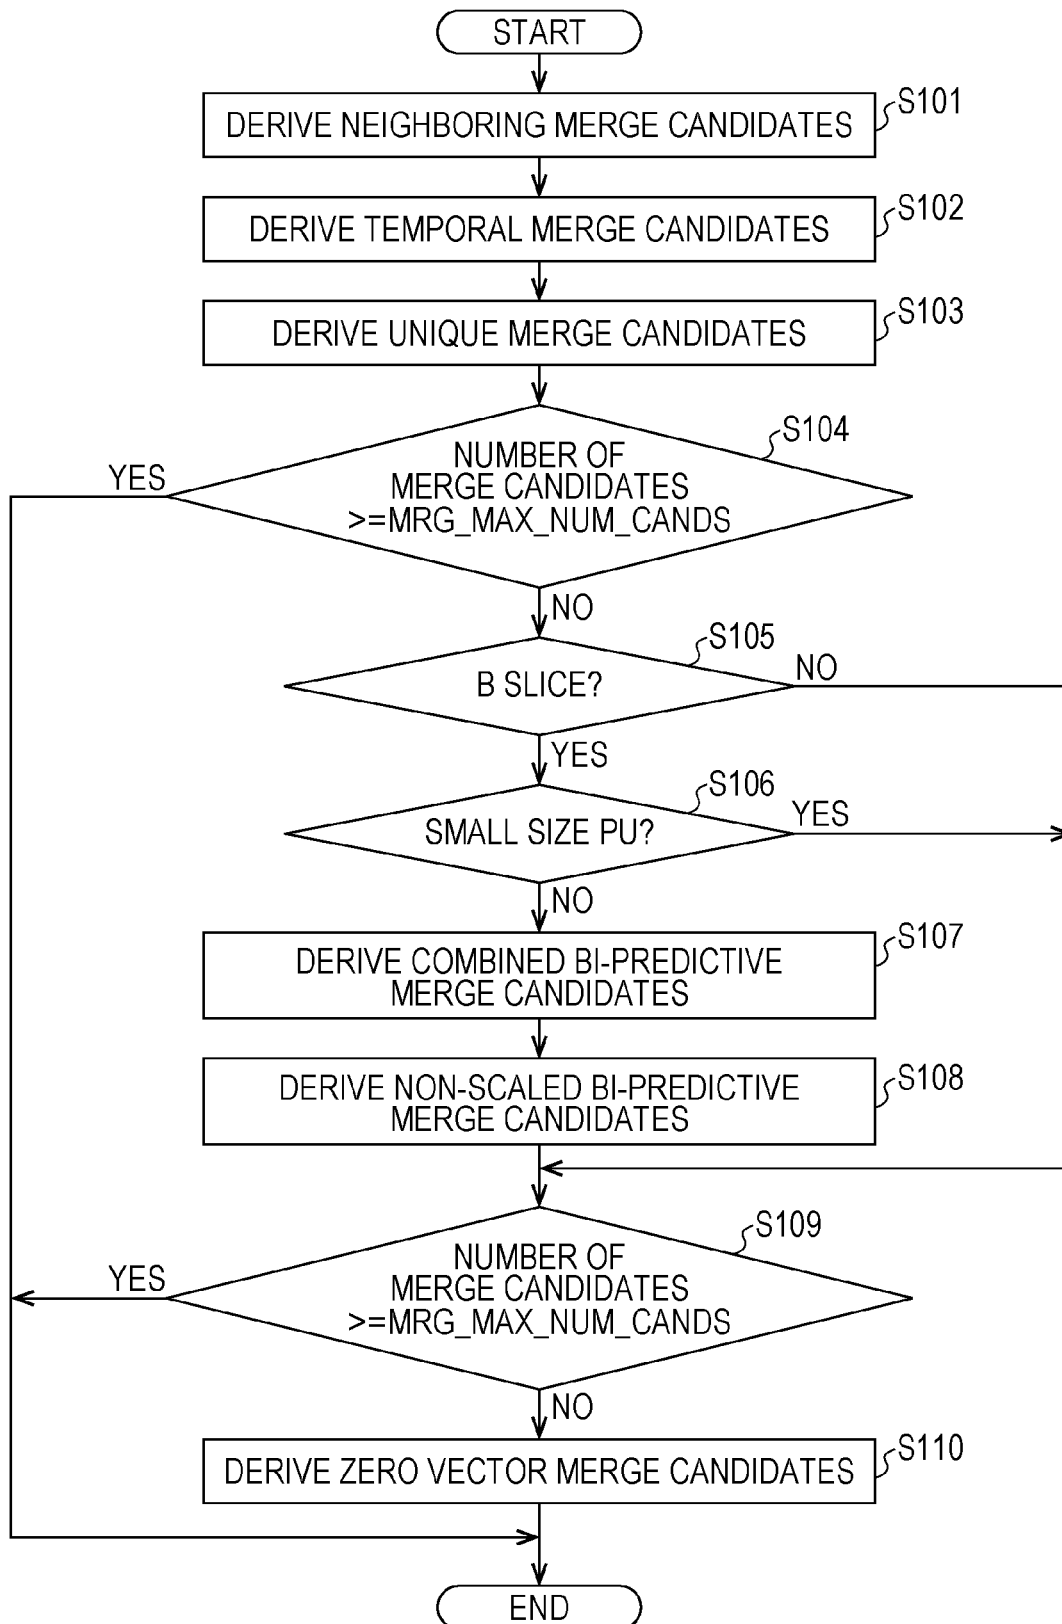 START
DERIVE NEIGHBORING MERGE CANDIDATES
S101
DERIVE TEMPORAL MERGE CANDIDATES
S102
DERIVE UNIQUE MERGE CANDIDATES
S103
S104
NUMBER OF
MERGE CANDIDATES
>=MRG_MAX_NUM_CANDS
YES
NO
S105
B SLICE?
NO
YES
S106
SMALL SIZE PU?
YES
NO
S107
DERIVE COMBINED BI-PREDICTIVE
MERGE CANDIDATES
S108
DERIVE NON-SCALED BI-PREDICTIVE
MERGE CANDIDATES
S109
NUMBER OF
MERGE CANDIDATES
>=MRG_MAX_NUM_CANDS
YES
NO
S110
DERIVE ZERO VECTOR MERGE CANDIDATES
END